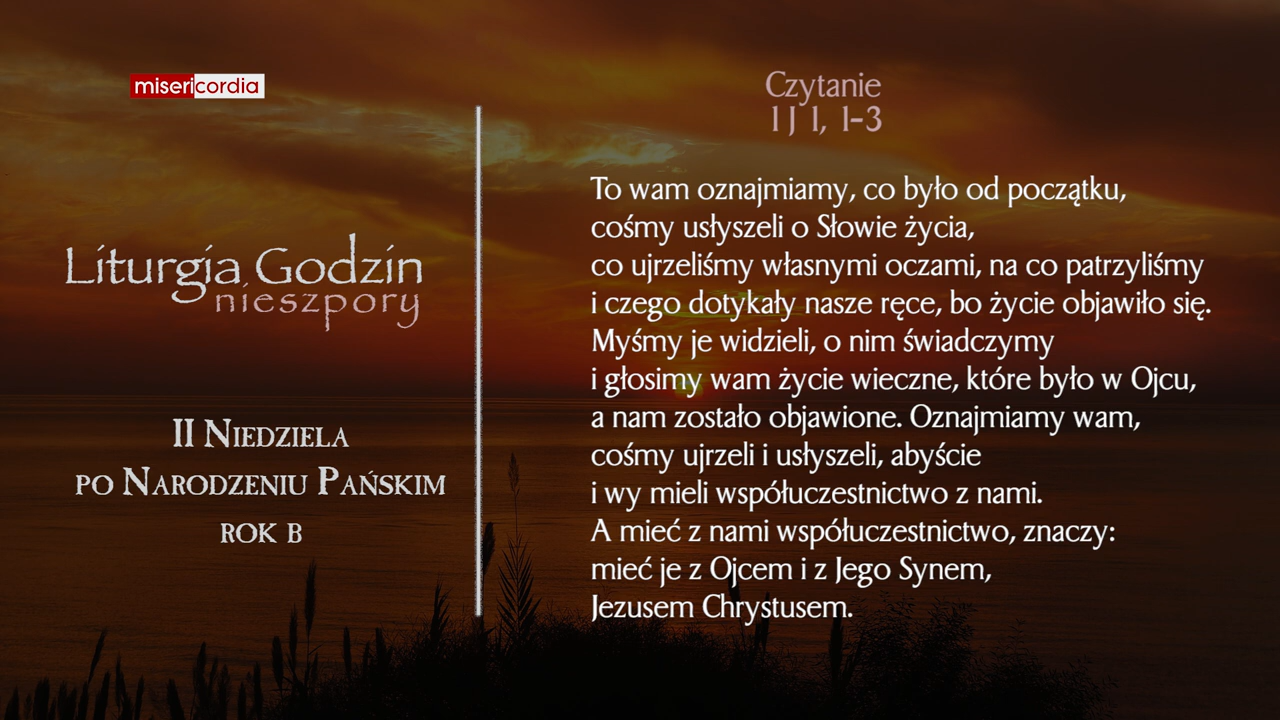 misericordia
Liturgia Godzin
nieszpory
II Niedziela
po Narodzeniu Pańskim
rok B
Czytanie
1 J 1, 1-3
To wam oznajmiamy, co było od początku,
cośmy usłyszeli o Słowie życia,
co ujrzeliśmy własnymi oczami, na co patrzyliśmy
i czego dotykały nasze ręce, bo życie objawiło się.
Myśmy je widzieli, o nim świadczymy
i głosimy wam życie wieczne, które było w Ojcu,
a nam zostało objawione. Oznajmiamy wam,
cośmy ujrzeli i usłyszeli, abyście
i wy mieli współuczestnictwo z nami.
A mieć z nami współuczestnictwo, znaczy:
mieć je z Ojcem i z Jego Synem,
Jezusem Chrystusem.